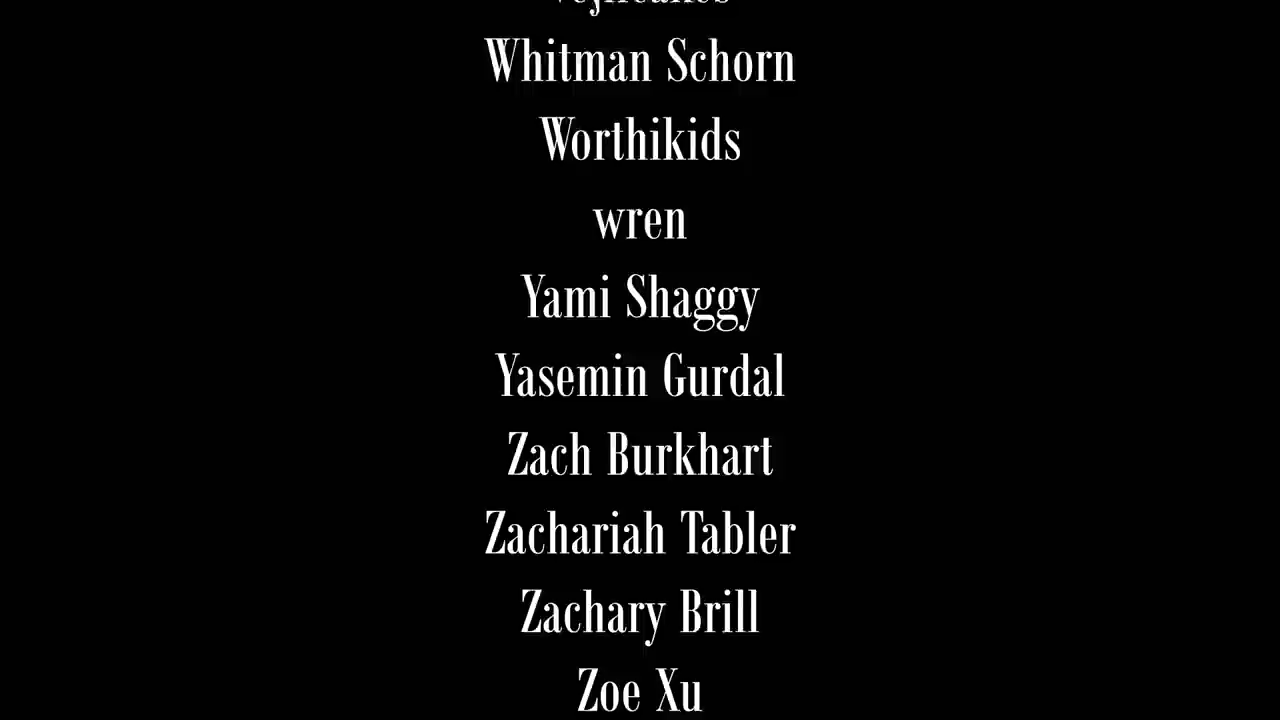 Whitman Schorn
Worthikids
wren
Yami Shaggy
Yasemin Gurdal
Zach Burkhart
Zachariah Tabler
Zachary Brill
Zoe Xu